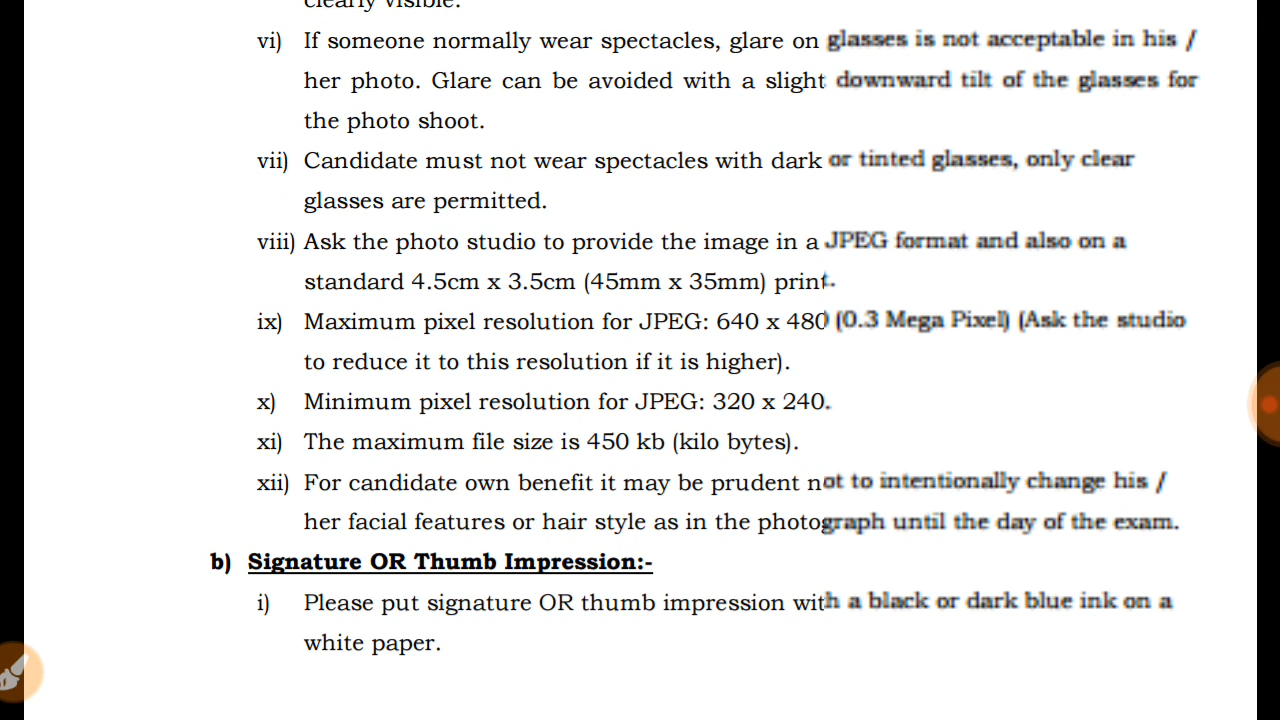 clearly visible.
vi) If someone normally wear spectacles, glare on glasses is not acceptable in his /
her photo. Glare can be avoided with a slight downward tilt of the glasses for
the photo shoot.
vii) Candidate must not wear spectacles with dark or tinted glasses, only clear
glasses are permitted.
viii) Ask the photo studio to provide the image in a JPEG format and also on a
standard 4.5cm x 3.5cm (45mm x 35mm) print.
ix) Maximum pixel resolution for JPEG: 640 x 480 (0.3 Mega Pixel) (Ask the studio
to reduce it to this resolution if it is higher).
x) Minimum pixel resolution for JPEG: 320 x 240.
xi) The maximum file size is 450 kb (kilo bytes).
xii) For candidate own benefit it may be prudent not to intentionally change his /
her facial features or hair style as in the photograph until the day of the exam.
b) Signature OR Thumb Impression:-
i) Please put signature OR thumb impression with a black or dark blue ink on a
white paper.